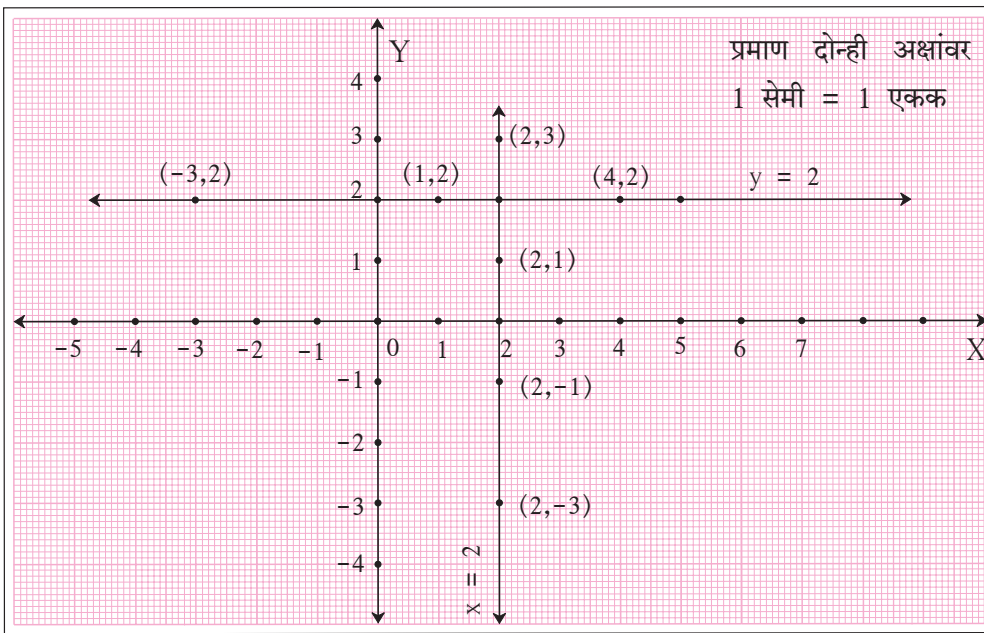 Y
प्रमाण दोन्ही अक्षांवर
1 सेमी = 1 एकक
4
3
(2,3)
(-3,2)
(1,2)
(4,2)
y = 2
2
1
(2,1)
-5 -4 -3 -2 -1 0 1 2 3 4 5 6 7 X
-1
(2,-1)
-2
-3
(2,-3)
-4
x = 2